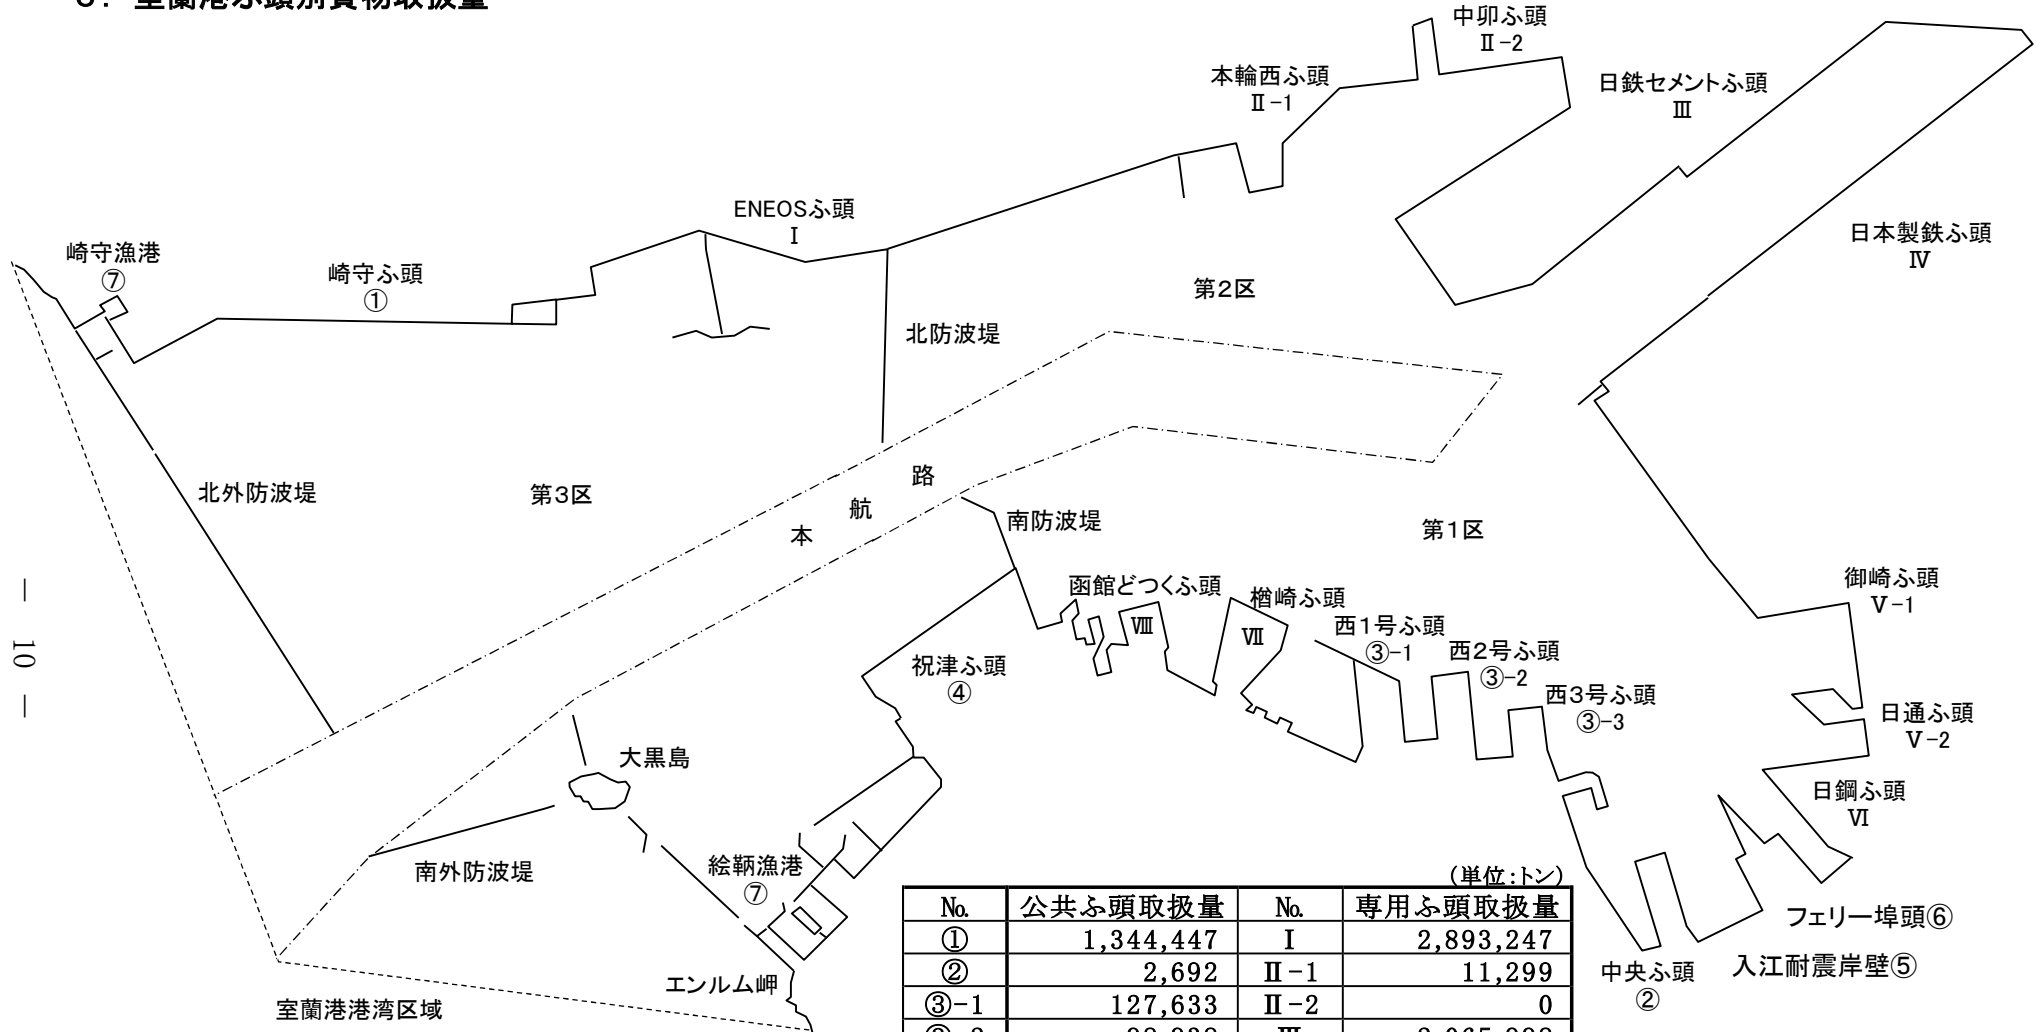 室蘭港ふ頭別貨物取扱量
中卯ふ頭
Ⅱ-2
本輪西ふ頭
Ⅱ-1
日鉄セメントふ頭
Ⅲ
ENEOSふ頭
Ⅰ
日本製鉄ふ頭
Ⅳ
崎守漁港
⑦
崎守ふ頭
①
第2区
北防波堤
北外防波堤
第3区
本 航 路
南防波堤
第1区
函館どつくふ頭
Ⅷ
楢崎ふ頭
Ⅶ
御崎ふ頭
Ⅴ-1
西1号ふ頭
③-1
西2号ふ頭
③-2
西3号ふ頭
③-3
祝津ふ頭
④
日通ふ頭
Ⅴ-2
大黒島
日鋼ふ頭
Ⅵ
南外防波堤
絵鞆漁港
⑦
フェリー埠頭⑥
入江耐震岸壁⑤
中央ふ頭
②
エンルム岬
室蘭港港湾区域
(単位:トン)
№ 公共ふ頭取扱量 № 専用ふ頭取扱量
① 1,344,447 Ⅰ 2,893,247
② 2,692 Ⅱ-1 11,299
③-1 127,633 Ⅱ-2 0
— 10 —